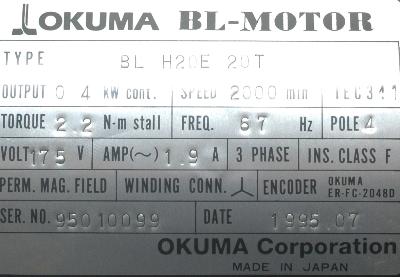 OKUMA BL-MOTOR
TYPE BL H20E 20T
OUTPUT 0 4 kW cont. SPEED 2000 min IEC341
TORQUE 2.2 N-m stall FREQ. 67 Hz POLE 4
VOLT 175 V AMP(~) 1.9 A 3 PHASE INS. CLASS F
PERM. MAG. FIELD WINDING CONN. ENCODER OKUMA ER-FC-2048D
SER. NO. 95010099 DATE 1995.07
OKUMA Corporation
MADE IN JAPAN